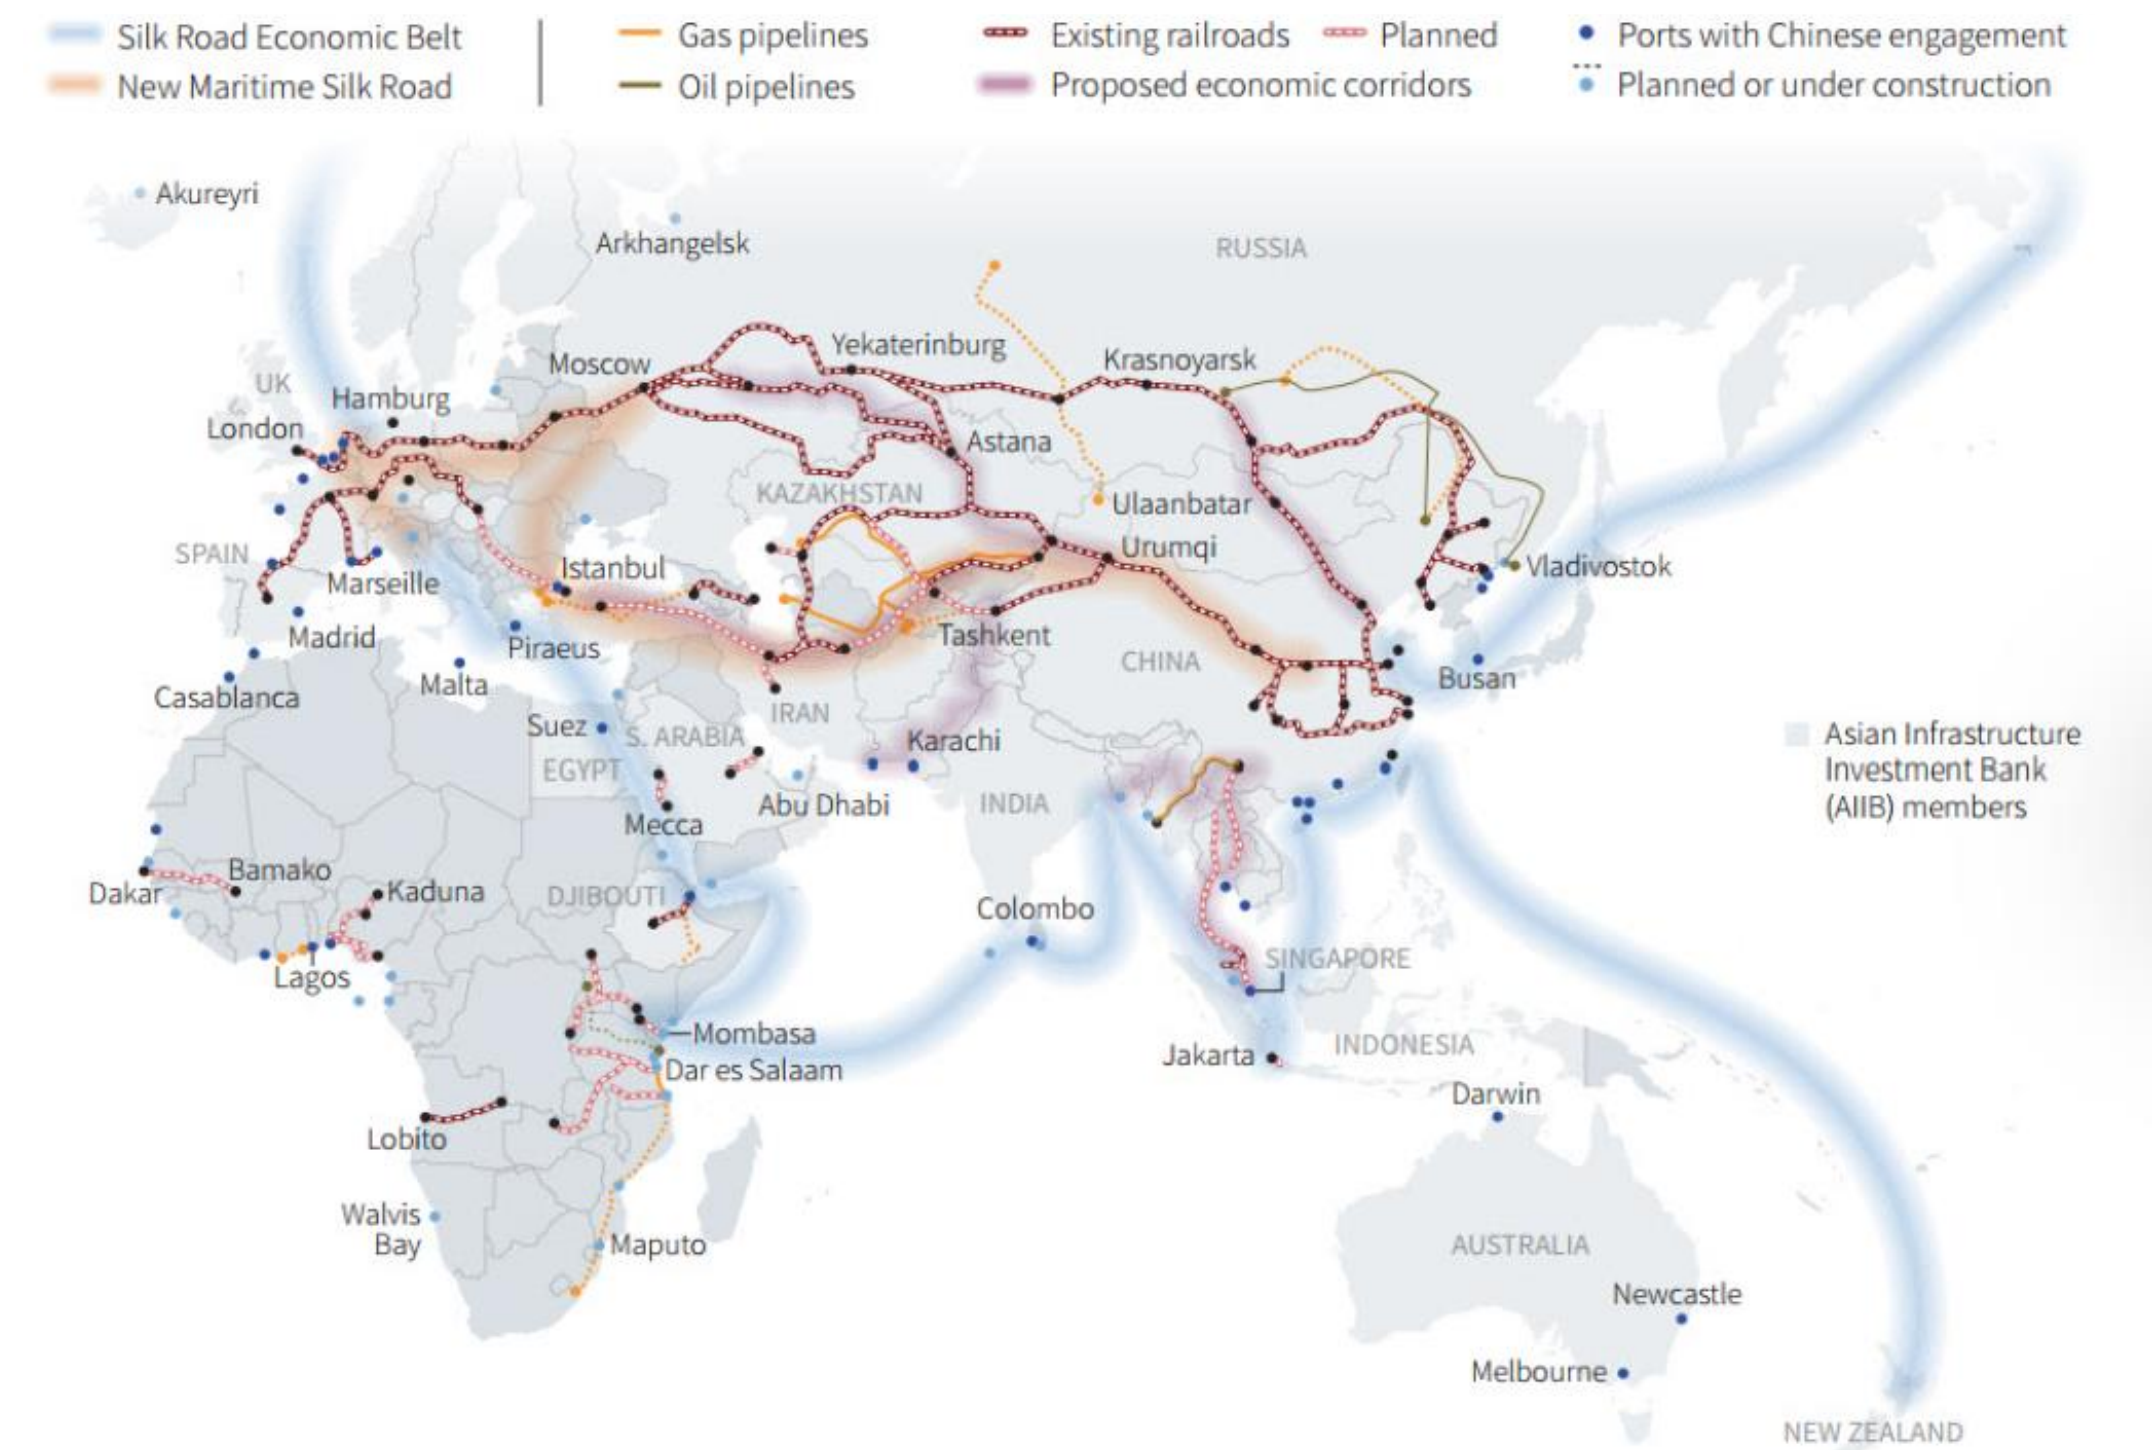 Silk Road Economic Belt
New Maritime Silk Road
Gas pipelines
Oil pipelines
Existing railroads
Planned
Proposed economic corridors
Ports with Chinese engagement
Planned or under construction
Akureyri
Arkhangelsk
RUSSIA
Yekaterinburg
Moscow
Krasnoyarsk
UK
Hamburg
London
Astana
KAZAKHSTAN
Ulaanbatar
SPAIN
Urumqi
Istanbul
Vladivostok
Marseille
Madrid
Piraeus
Tashkent
CHINA
Busan
Casablanca
Malta
Suez
IRAN
S. ARABIA
Karachi
Asian Infrastructure
Investment Bank
(AIIB) members
EGYPT
Abu Dhabi
INDIA
Mecca
Bamako
Dakar
Kaduna
DJIBOUTI
Colombo
Lagos
SINGAPORE
Mombasa
Jakarta
INDONESIA
Dar es Salaam
Darwin
Lobito
Walvis
Bay
Maputo
AUSTRALIA
Newcastle
Melbourne
NEW ZEALAND